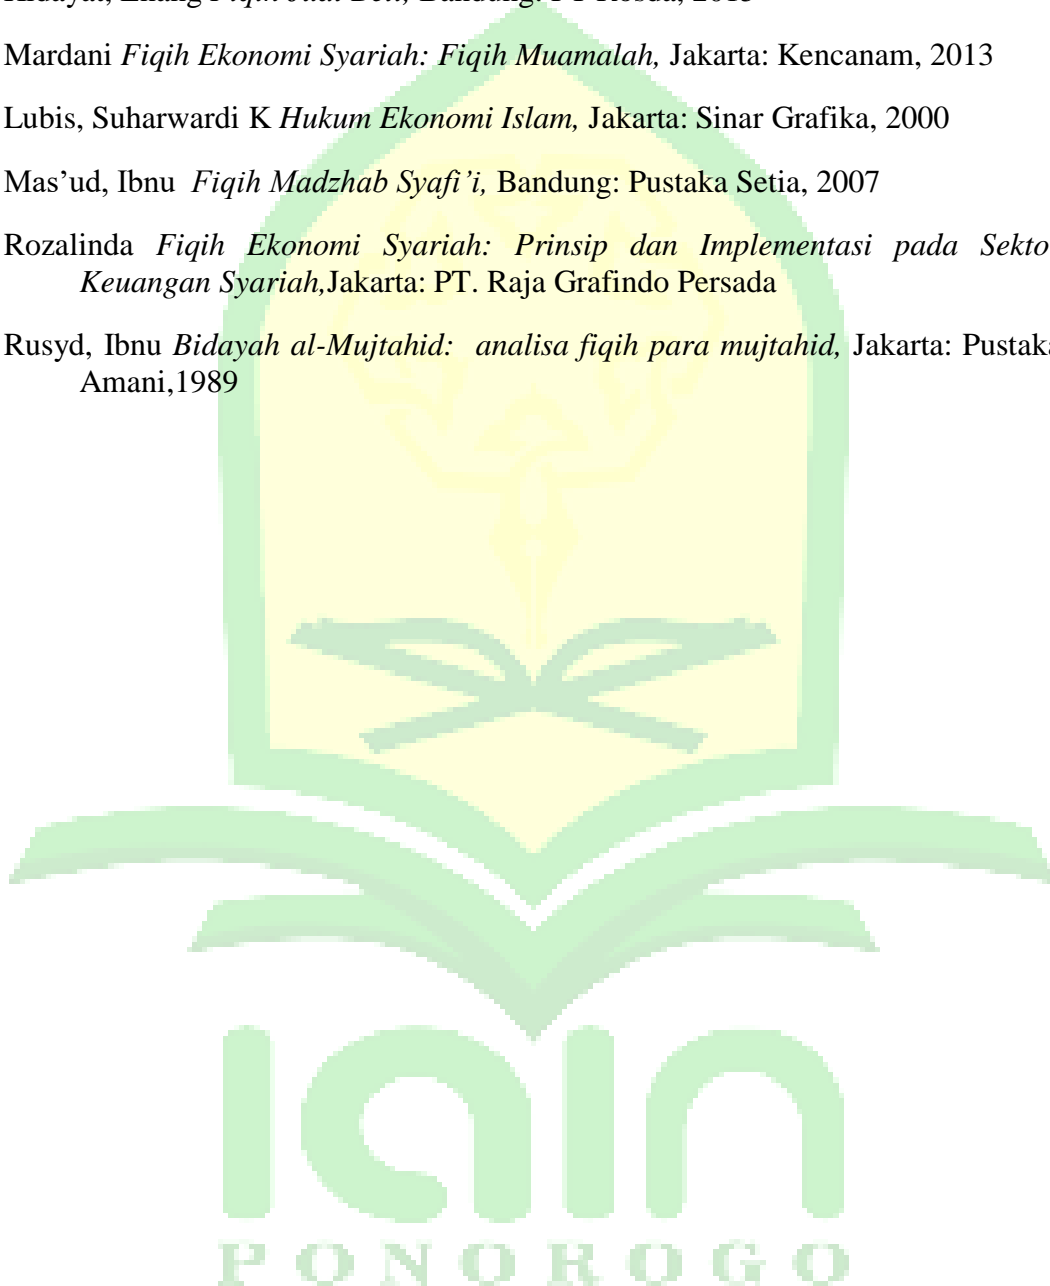 Mardani Fiqih Ekonomi Syariah: Fiqih Muamalah, Jakarta: Kencanam, 2013
Lubis, Suharwardi K Hukum Ekonomi Islam, Jakarta: Sinar Grafika, 2000
Mas’ud, Ibnu Fiqih Madzhab Syafi’i, Bandung: Pustaka Setia, 2007
Rozalinda Fiqih Ekonomi Syariah: Prinsip dan Implementasi pada Sekto
Keuangan Syariah,Jakarta: PT. Raja Grafindo Persada
Rusyd, Ibnu Bidayah al-Mujtahid: analisa fiqih para mujtahid, Jakarta: Pustaka
Amani,1989
iain
PONOROGO